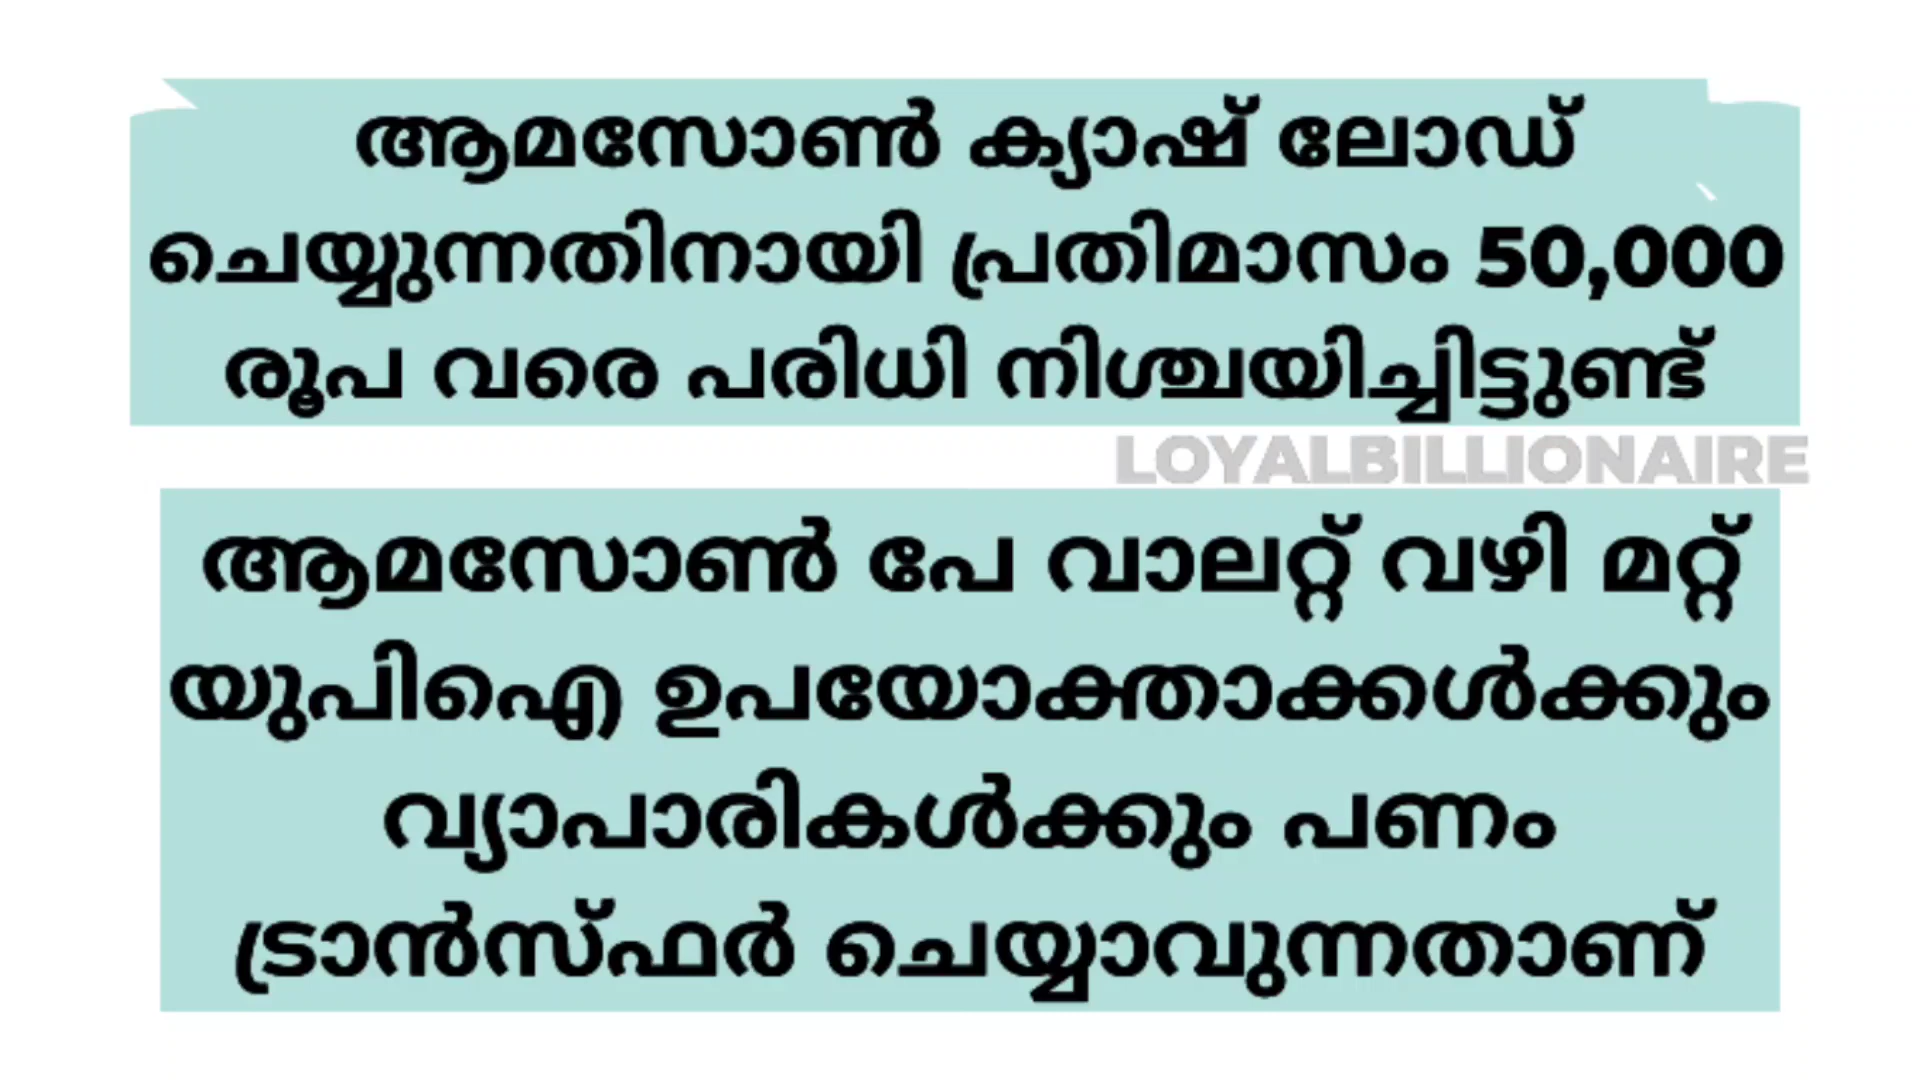 ആമസോൺ ക്യാഷ് ലോഡ്
ചെയ്യുന്നതിനായി പ്രതിമാസം 50,000
രൂപ വരെ പരിധി നിശ്ചയിച്ചിട്ടുണ്ട്
LOYALBILLIONAIRE
ആമസോൺ പേ വാലറ്റ് വഴി മറ്റ്
യുപിഐ ഉപയോക്താക്കൾക്കും
വ്യാപാരികൾക്കും പണം
ട്രാൻസ്ഫർ ചെയ്യാവുന്നതാണ്